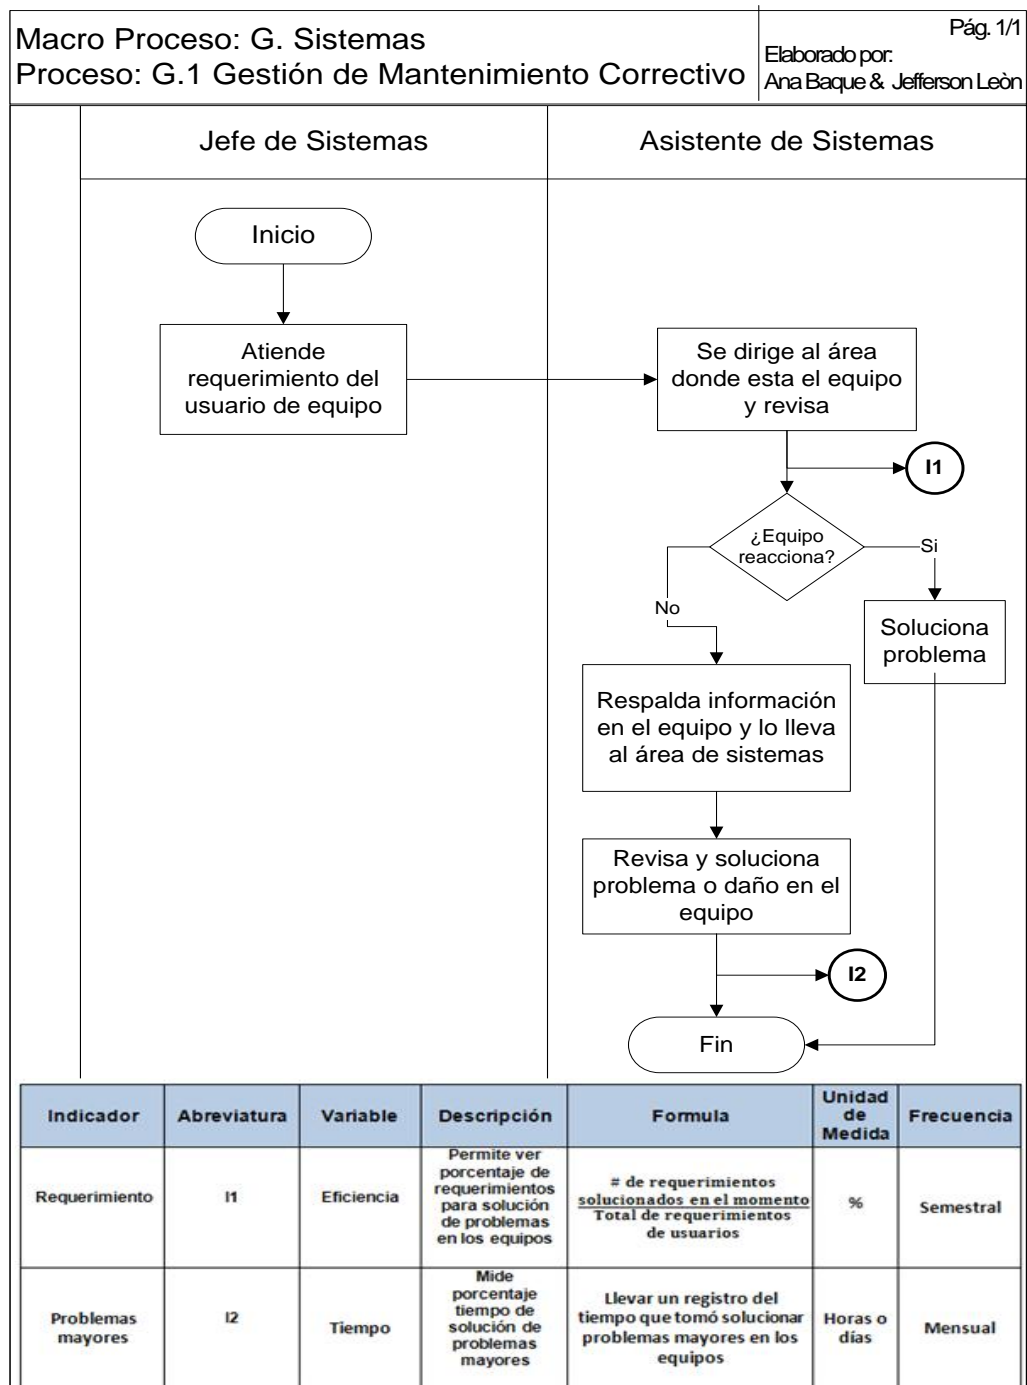 Macro Proceso: G. Sistemas
Proceso: G.1 Gestión de Mantenimiento Correctivo
Pág. 1/1
Elaborado por:
Ana Baque & Jefferson Leòn
Jefe de Sistemas
Asistente de Sistemas
Inicio
Atiende
requerimiento del
usuario de equipo
Se dirige al área
donde esta el equipo
y revisa
I1
¿Equipo
reacciona?
Si
No
Soluciona
problema
Respalda información
en el equipo y lo lleva
al área de sistemas
Revisa y soluciona
problema o daño en el
equipo
I2
Fin
Indicador
Abreviatura
Variable
Descripción
Formula
Unidad
de
Medida
Frecuencia
Requerimiento
I1
Eficiencia
Permite ver
porcentaje de
requerimientos
para solución
de problemas
en los equipos
# de requerimientos
solucionados en el momento
Total de requerimientos
de usuarios
%
Semestral
Problemas
mayores
I2
Tiempo
Mide
porcentaje
tiempo de
solución de
problemas
mayores
Llevar un registro del
tiempo que tomó solucionar
problemas mayores en los
equipos
Horas o
días
Mensual